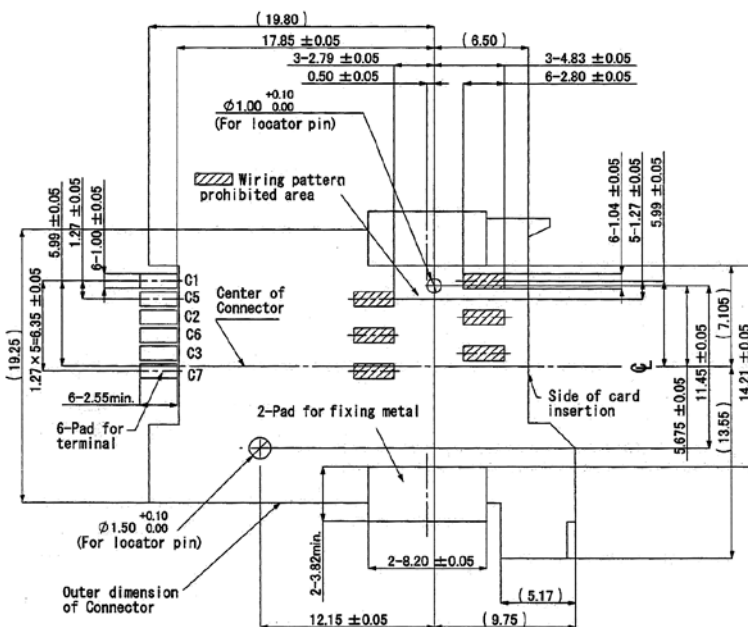 ( 19.80 )
17.85 ±0.05
( 6.50 )
3-2.79 ±0.05
3-4.83 ±0.05
0.50 ±0.05
6-2.80 ±0.05
φ1.00 +0.10 0.00
(For locator pin)
Wiring pattern
prohibited area
5.99 ±0.05
1.27 ±0.05
6-1.00±0.05
6-1.04 ±0.05
5-1.27 ±0.05
5.99 ±0.05
C1
C5
C2
C6
C3
C7
Center of
Connector
( 19.25 )
1.27×5=6.35 ±0.05
6-2.55min.
6-Pad for
terminal
2-Pad for fixing metal
Side of card
insertion
℄
5.675 ±0.05
11.45 ±0.05
( 7.105 )
( 13.55 )
14.21 ±0.05
φ1.50 +0.10 0.00
(For locator pin)
2-3.82min.
2-8.20 ±0.05
Outer dimension
of Connector
( 5.17 )
12.15 ±0.05
( 9.75 )